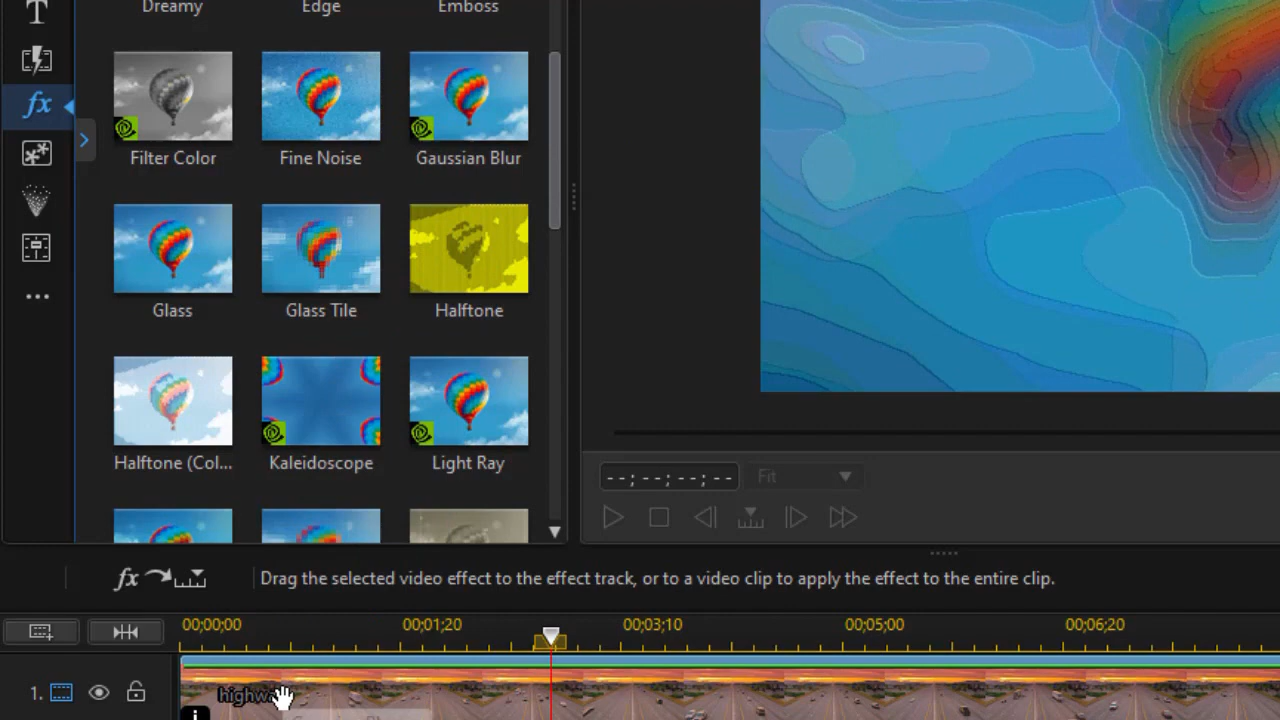 T
Dreamy
Edge
Emboss
fx
Filter Color
Fine Noise
Gaussian Blur
Glass
Glass Tile
Halftone
Halftone (Col...
Kaleidoscope
Light Ray
--;--;--;--
Fit
fx
Drag the selected video effect to the effect track, or to a video clip to apply the effect to the entire clip.
00;00;00
00;01;20
00;03;10
00;05;00
00;06;20
1.
i